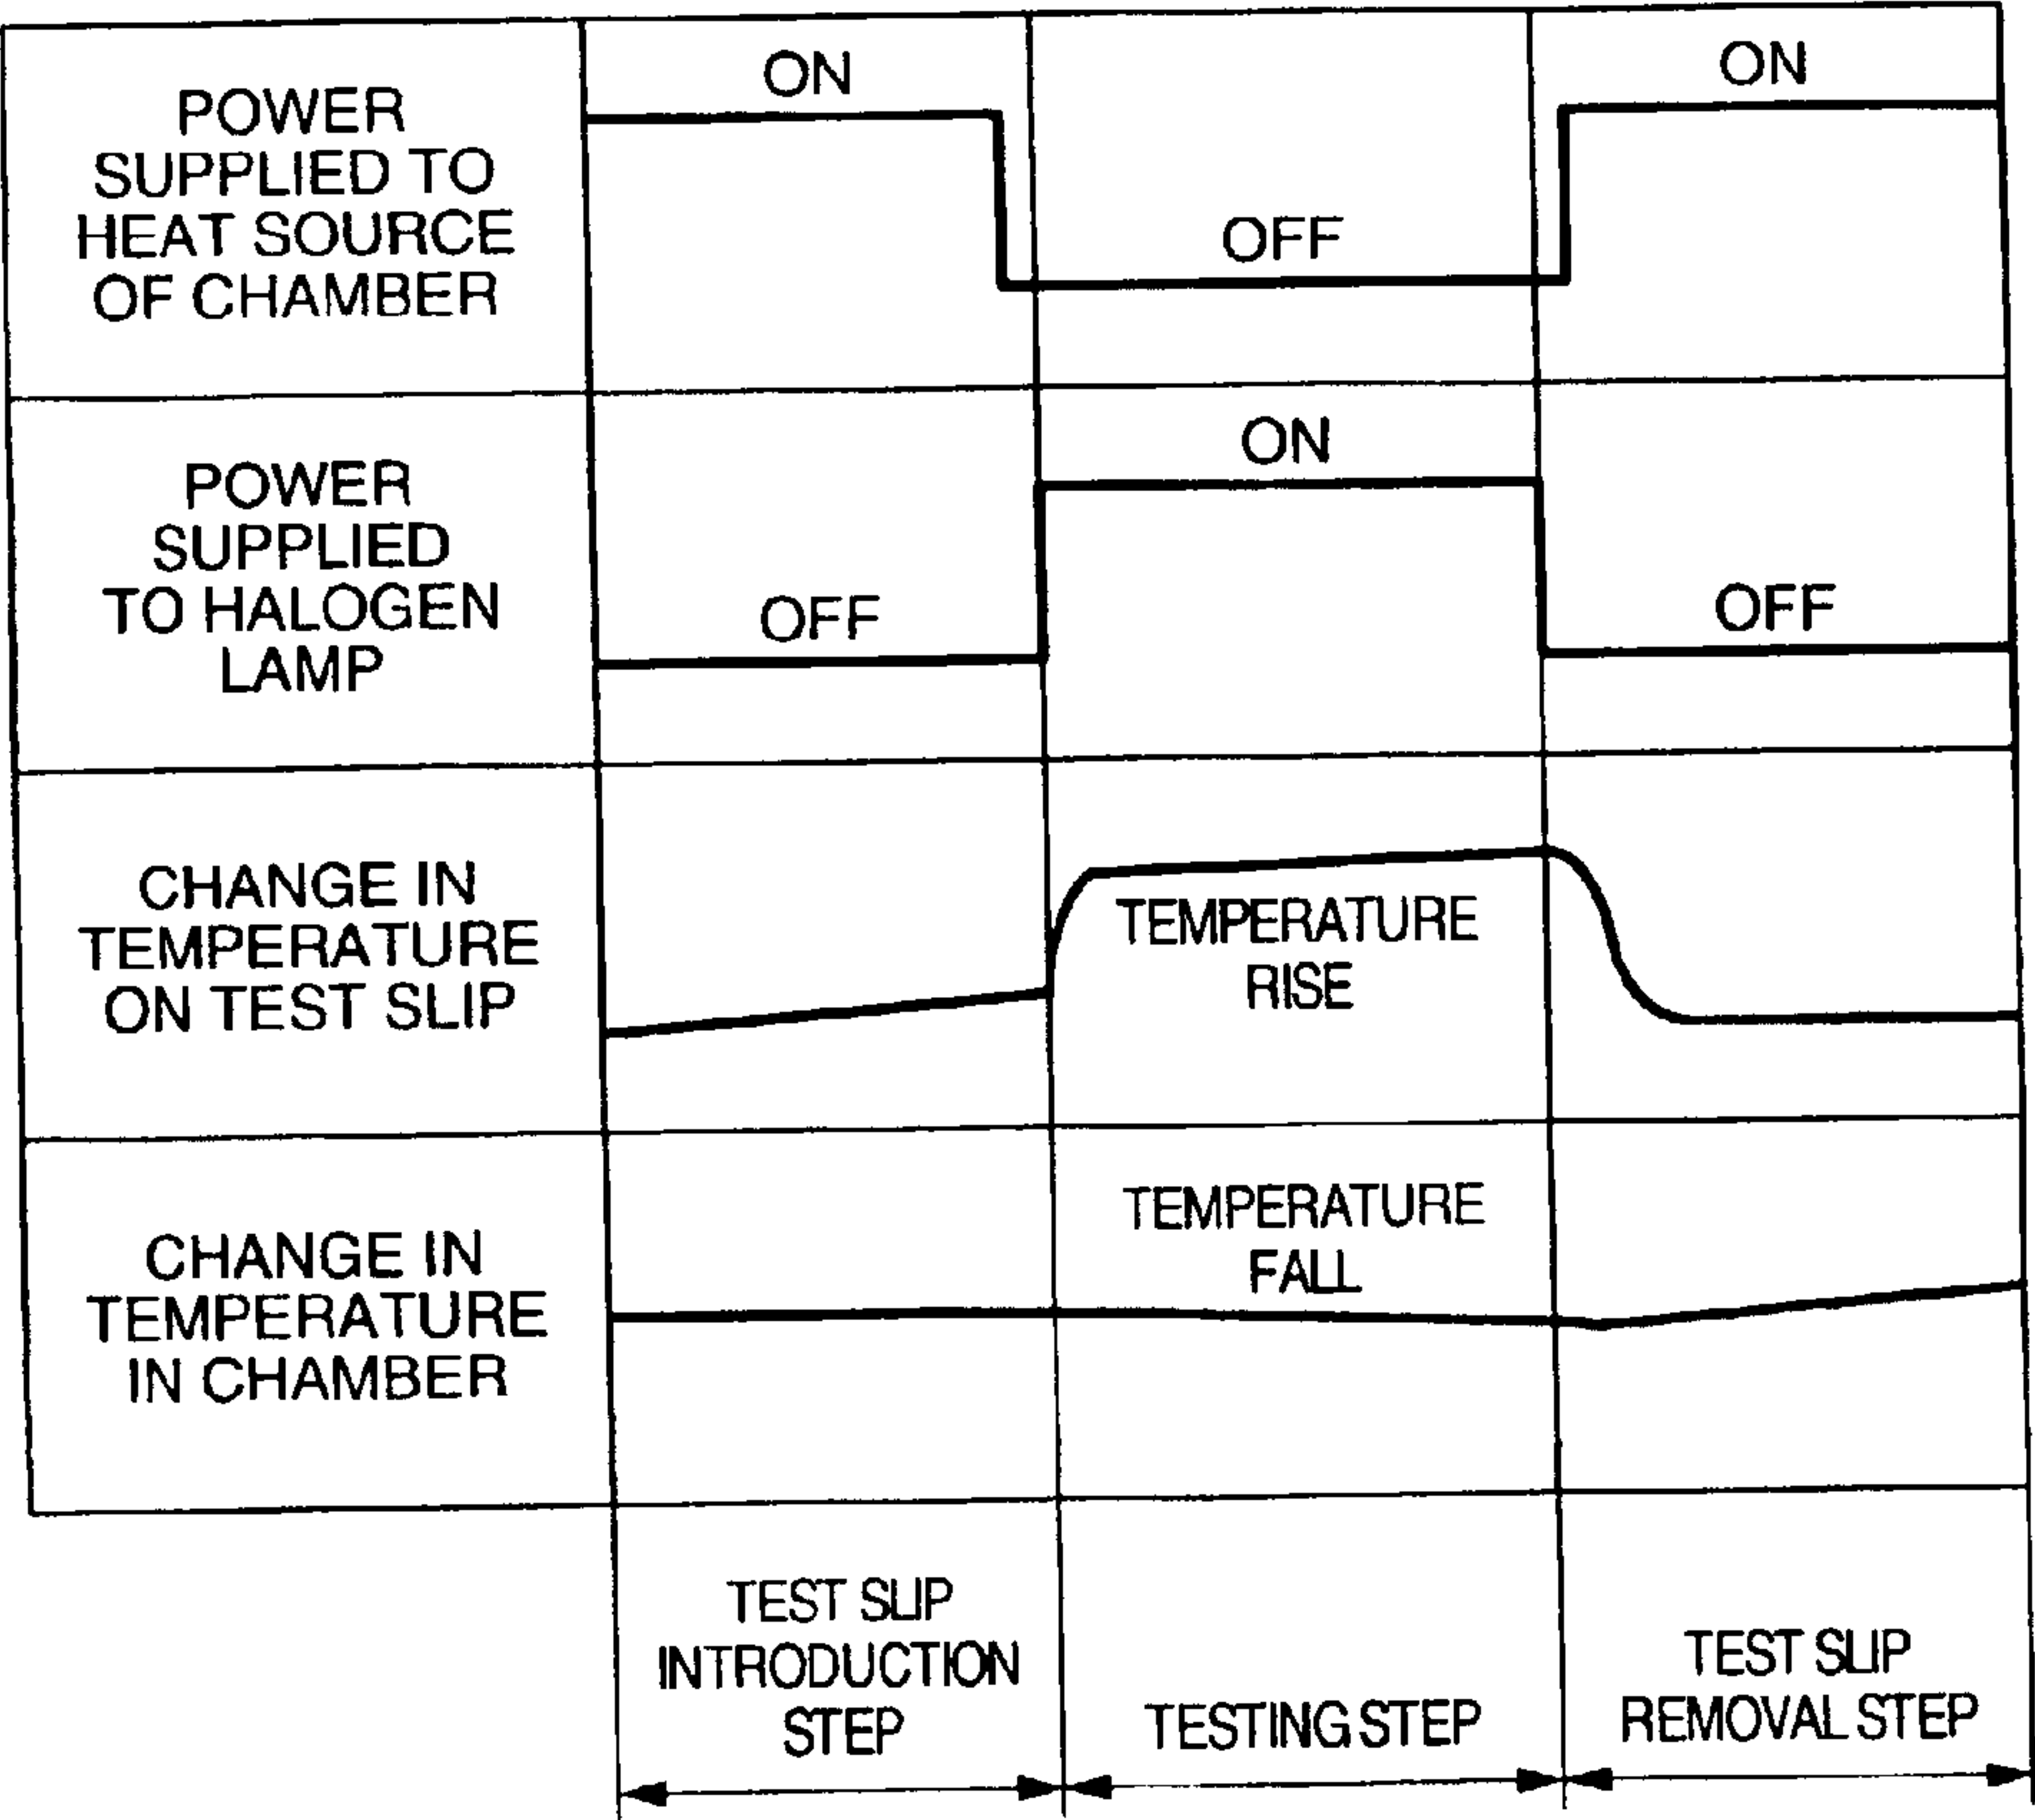 POWER
SUPPLIED TO
HEAT SOURCE
OF CHAMBER
ON
OFF
ON
POWER
SUPPLIED
TO HALOGEN
LAMP
OFF
ON
OFF
CHANGE IN
TEMPERATURE
ON TEST SLIP
TEMPERATURE
RISE
CHANGE IN
TEMPERATURE
IN CHAMBER
TEMPERATURE
FALL
TEST SLIP
INTRODUCTION
STEP
TESTING STEP
TEST SLIP
REMOVAL STEP